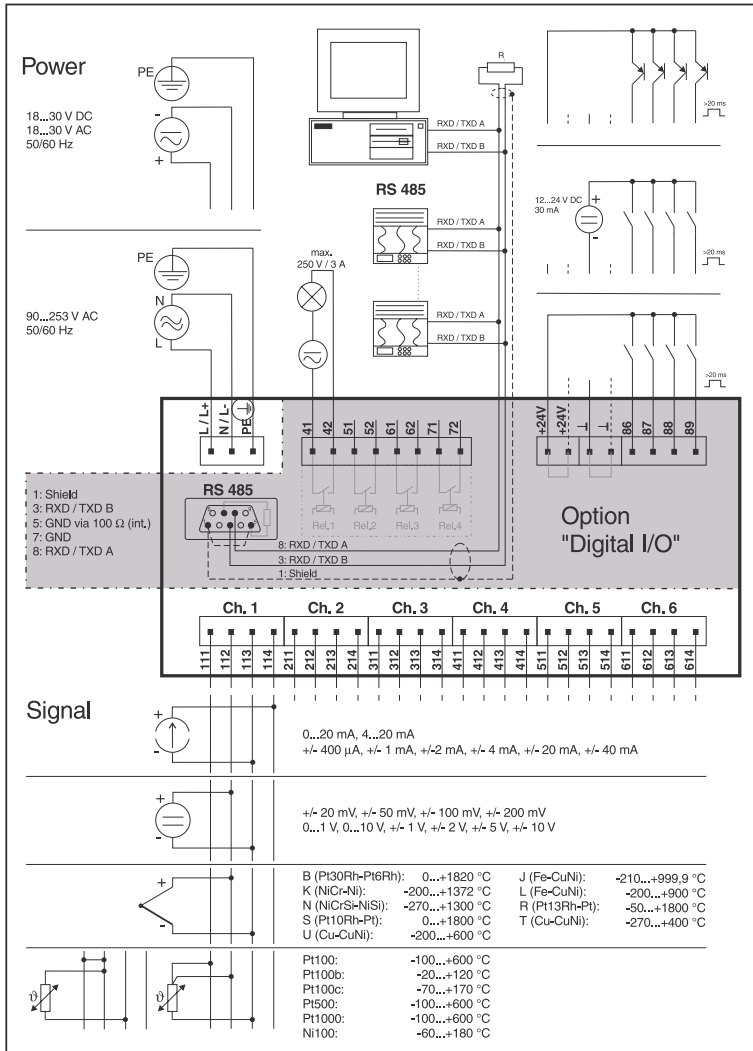 Power
PE
18...30 V DC
18...30 V AC
50/60 Hz
-
+
R
RXD / TXD A
RXD / TXD B
RS 485
RXD / TXD A
RXD / TXD B
RXD / TXD A
RXD / TXD B
>20 ms
12...24 V DC
30 mA
+
-
>20 ms
>20 ms
PE
N
L
90...253 V AC
50/60 Hz
max.
250 V / 3 A
L / L+
N / L-
PE
41
42
51
52
61
62
71
72
+24V
+24V
⊥
⊥
86
87
88
89
Rel.1
Rel.2
Rel.3
Rel.4
1: Shield
3: RXD / TXD B
5: GND via 100 Ω (int.)
7: GND
8: RXD / TXD A
RS 485
8: RXD / TXD A
3: RXD / TXD B
1: Shield
Option
"Digital I/O"
Ch. 1
Ch. 2
Ch. 3
Ch. 4
Ch. 5
Ch. 6
111
112
113
114
211
212
213
214
311
312
313
314
411
412
413
414
511
512
513
514
611
612
613
614
Signal
+
-
0...20 mA, 4...20 mA
+/- 400 µA, +/- 1 mA, +/-2 mA, +/- 4 mA, +/- 20 mA, +/- 40 mA
+
-
+/- 20 mV, +/- 50 mV, +/- 100 mV, +/- 200 mV
0...1 V, 0...10 V, +/- 1 V, +/- 2 V, +/- 5 V, +/- 10 V
+
-
B (Pt30Rh-Pt6Rh): 0...+1820 °C J (Fe-CuNi): -210...+999,9 °C
K (NiCr-Ni): -200...+1372 °C L (Fe-CuNi): -200...+900 °C
N (NiCrSi-NiSi): -270...+1300 °C R (Pt13Rh-Pt): -50...+1800 °C
S (Pt10Rh-Pt): 0...+1800 °C T (Cu-CuNi): -270...+400 °C
U (Cu-CuNi): -200...+600 °C
ϑ
ϑ
Pt100: -100...+600 °C
Pt100b: -20...+120 °C
Pt100c: -70...+170 °C
Pt500: -100...+600 °C
Pt1000: -100...+600 °C
Ni100: -60...+180 °C